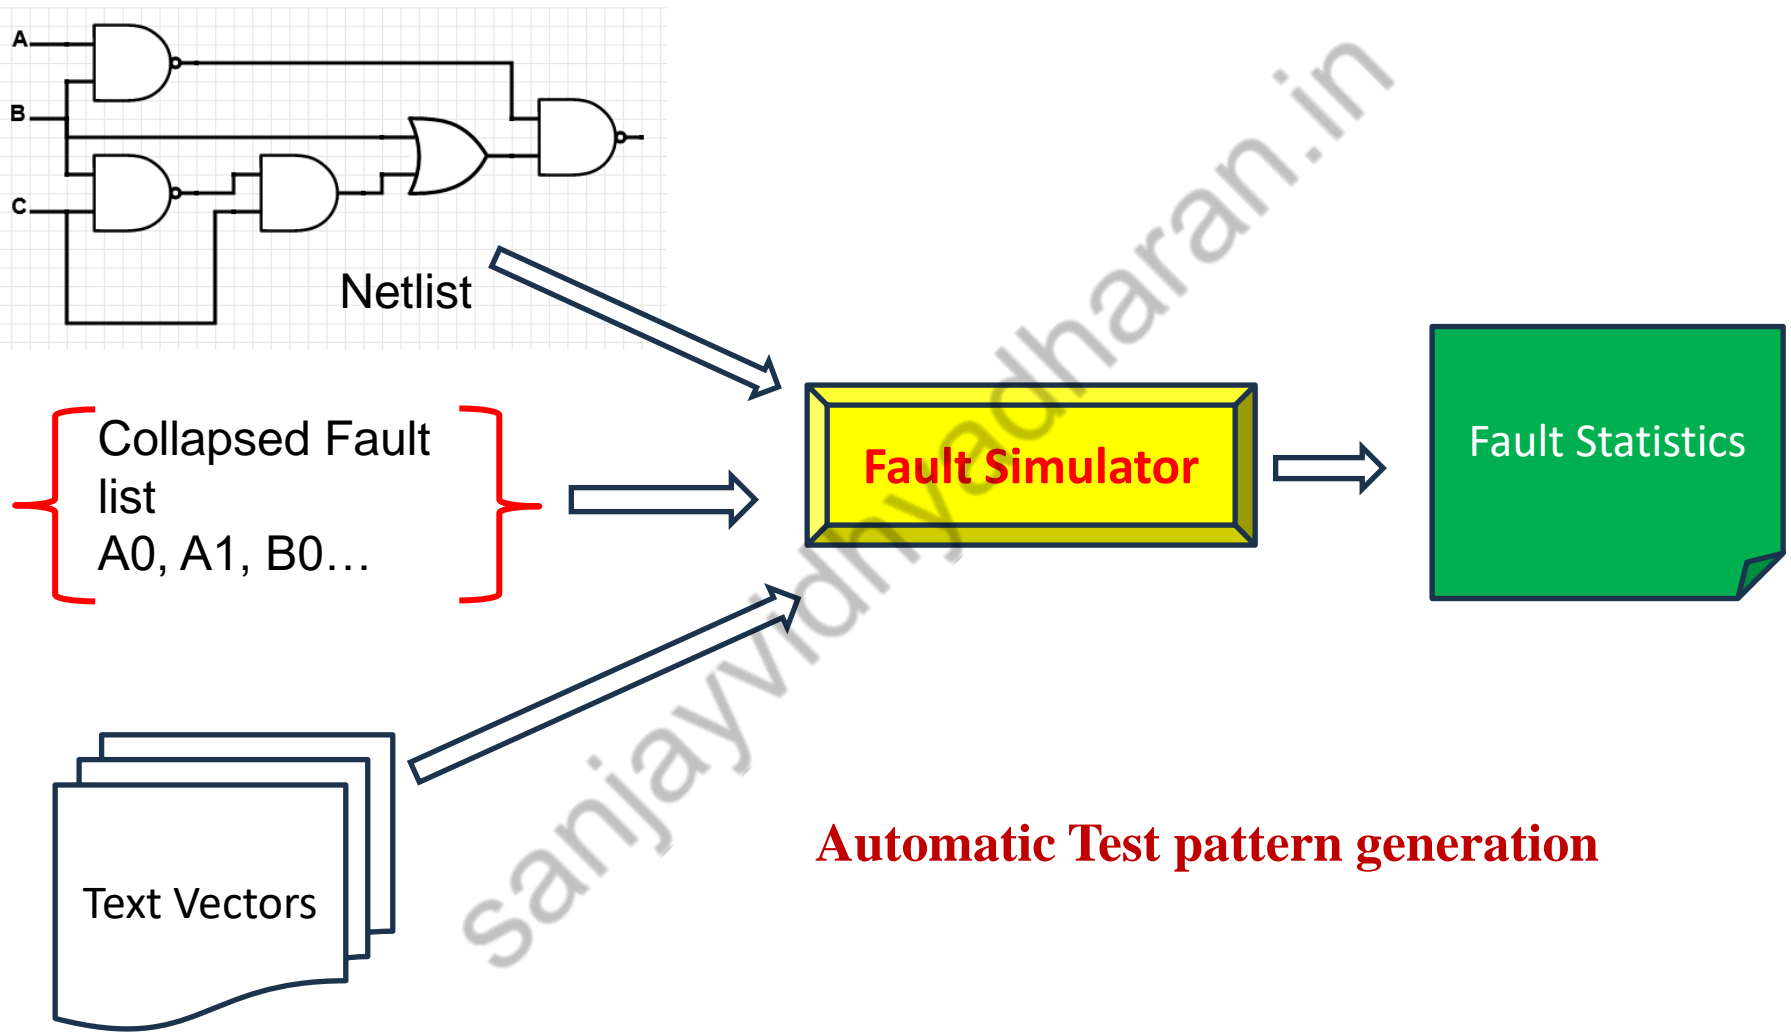 A
B
C
Netlist
Collapsed Fault
list
A0, A1, B0…
Fault Simulator
Fault Statistics
Text Vectors
Automatic Test pattern generation
sanjayvidhyadharan.in